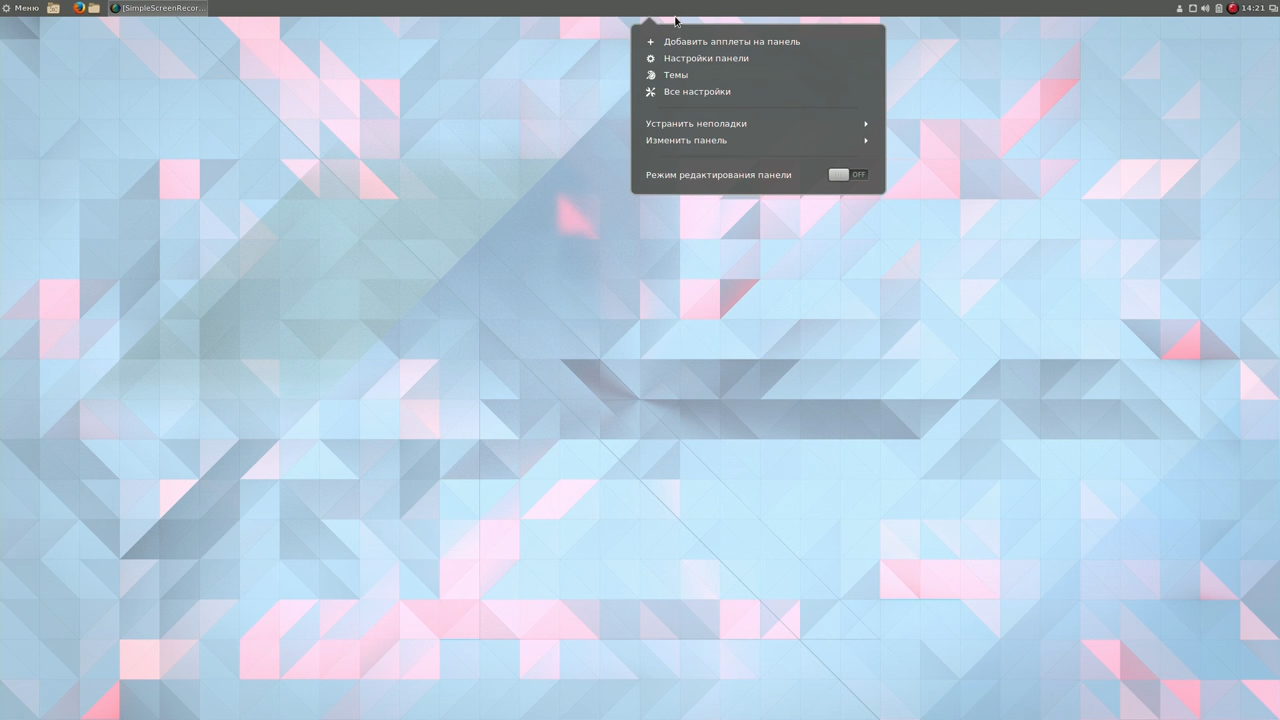 Меню
[SimpleScreenRecor...
14:21
Добавить апплеты на панель
Настройки панели
Темы
Все настройки
Устранить неполадки
Изменить панель
Режим редактирования панели
OFF